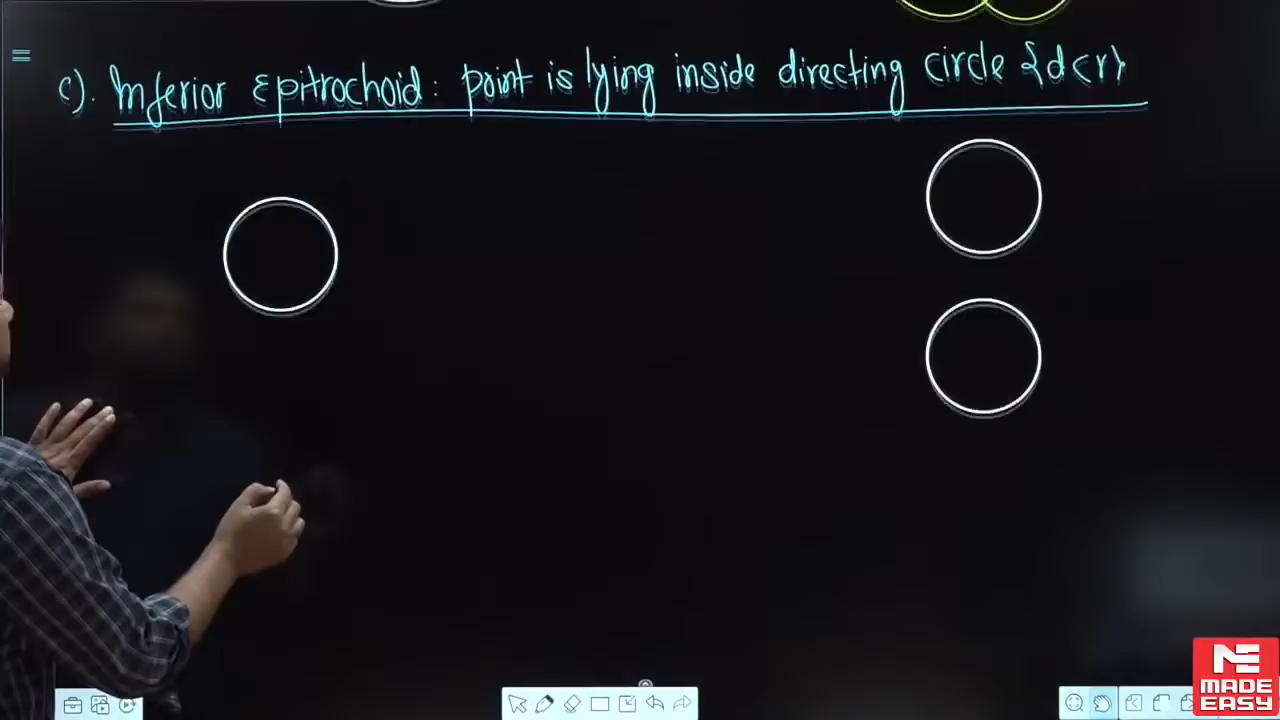 c). Inferior Epitrochoid: point is lying inside directing circle {d<r}
MADE
EASY